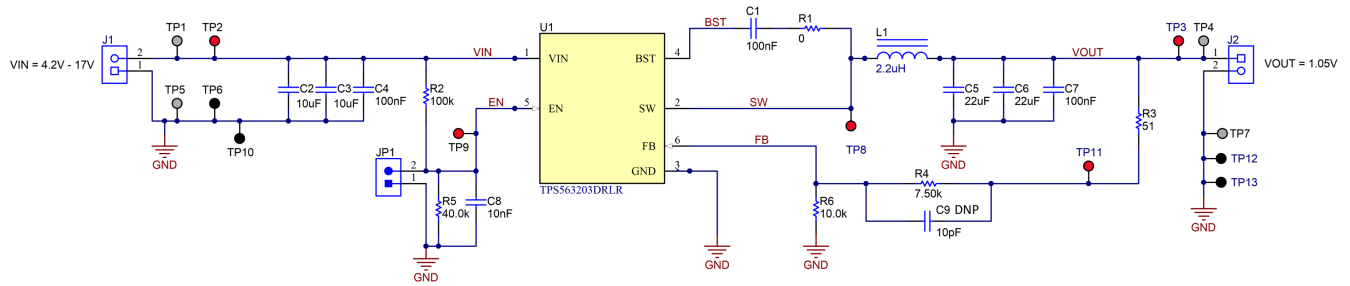 J1
VIN = 4.2V - 17V
2
1
TP1
TP2
TP5
TP6
TP10
GND
C2
10uF
C3
10uF
C4
100nF
VIN
R2
100k
EN
TP9
JP1
2
1
R5
40.0k
C8
10nF
GND
U1
1
VIN
5
EN
BST
4
SW
2
FB
6
GND
3
TPS563203DRLR
GND
BST
C1
100nF
R1
0
SW
TP8
FB
L1
2.2uH
VOUT
C5
22uF
C6
22uF
C7
100nF
GND
R3
51
TP11
R4
7.50k
C9 DNP
10pF
R6
10.0k
GND
TP3
TP4
J2
1
2
VOUT = 1.05V
TP7
TP12
TP13
GND